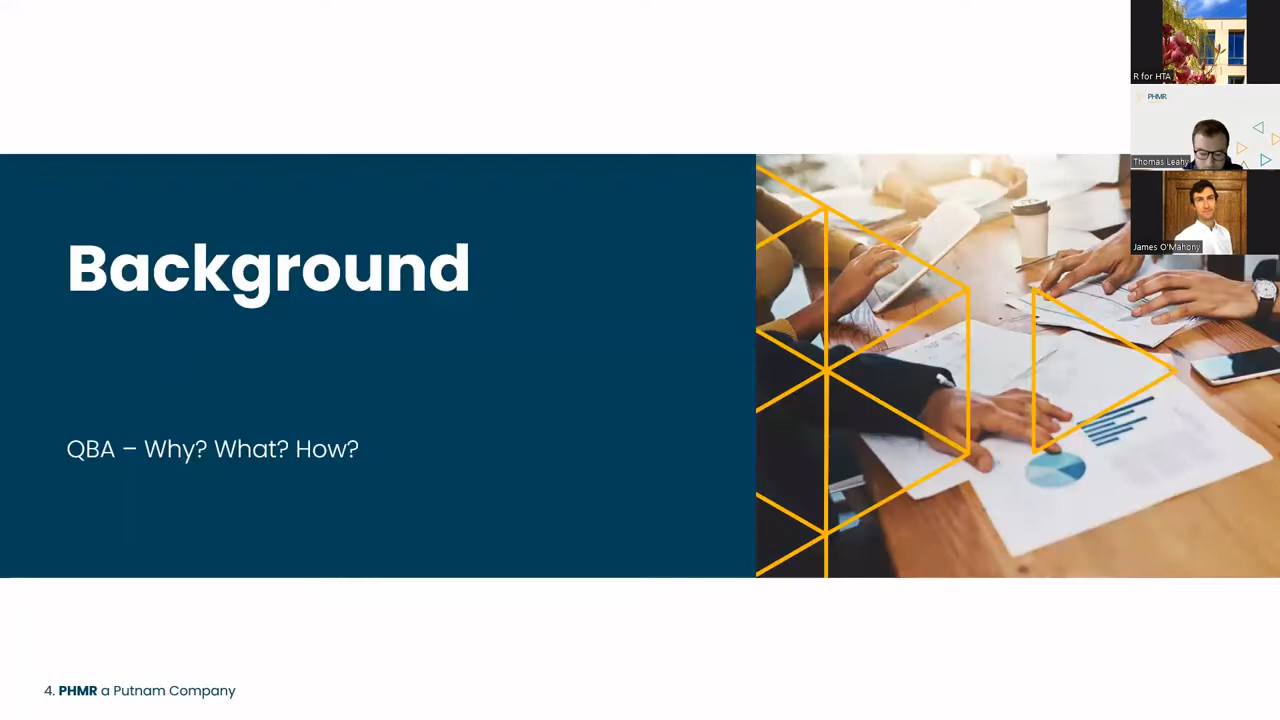 Background
QBA – Why? What? How?
4. PHMR a Putnam Company
R for HTA
PHMR
Thomas Leahy
James O'Mahony